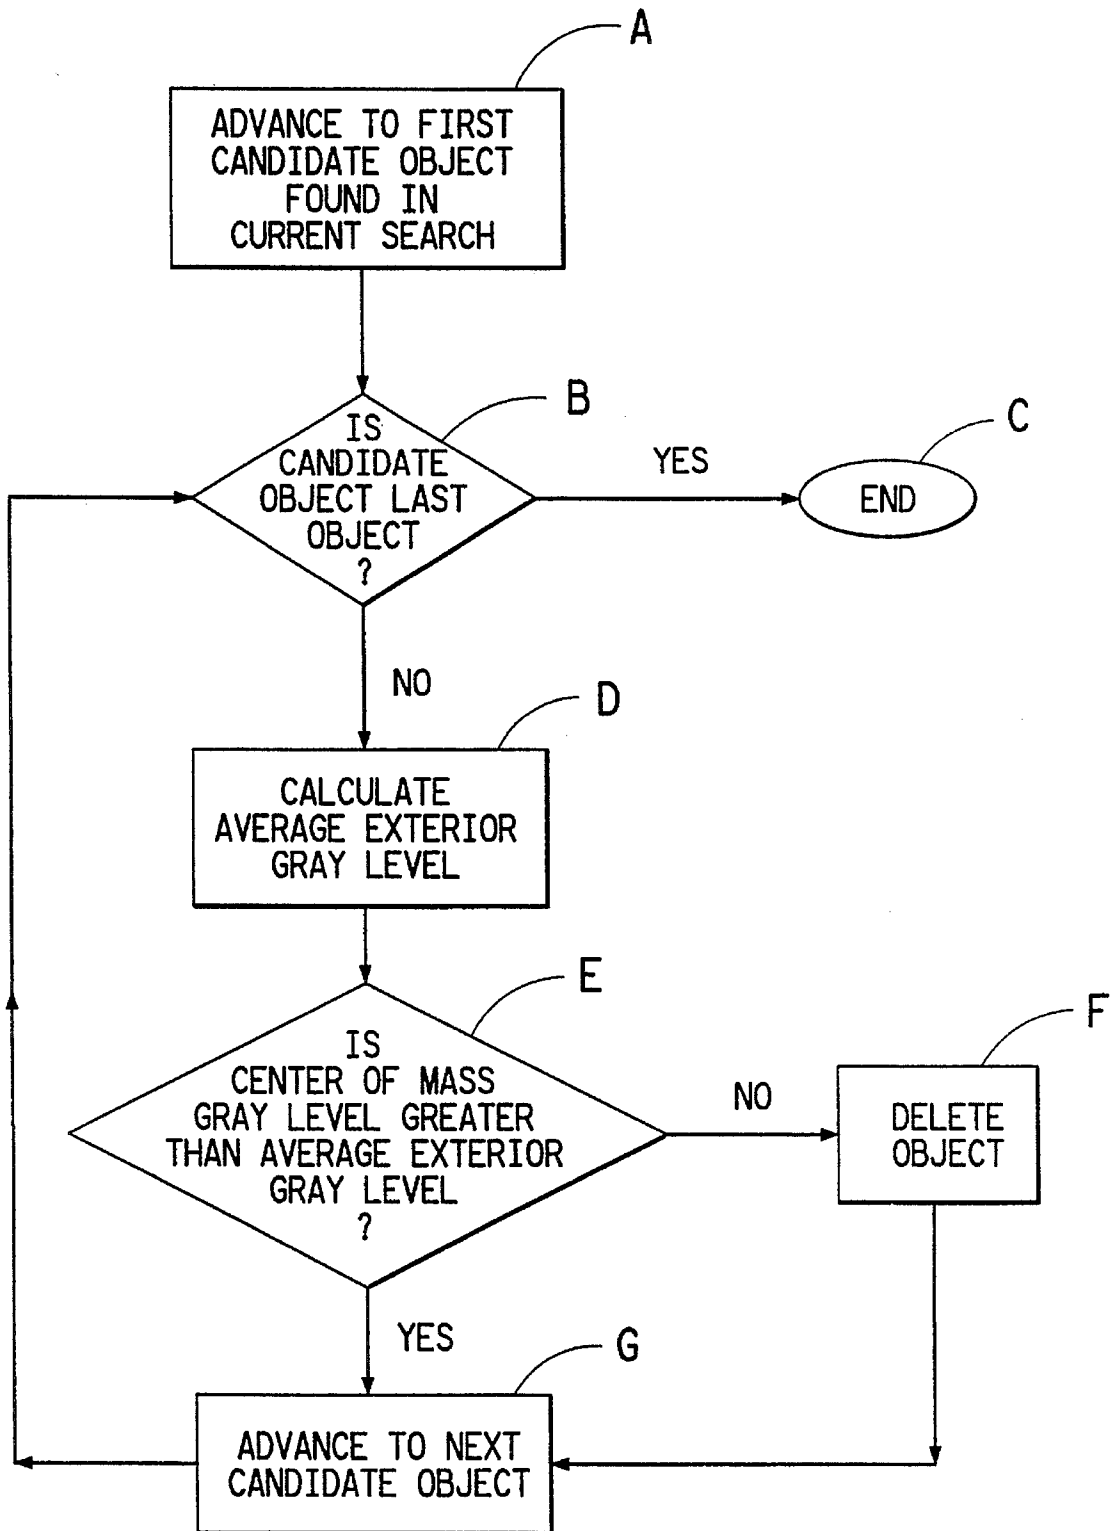 A
ADVANCE TO FIRST
CANDIDATE OBJECT
FOUND IN
CURRENT SEARCH
B
IS
CANDIDATE
OBJECT LAST
OBJECT
?
YES
C
END
NO
D
CALCULATE
AVERAGE EXTERIOR
GRAY LEVEL
E
IS
CENTER OF MASS
GRAY LEVEL GREATER
THAN AVERAGE EXTERIOR
GRAY LEVEL
?
NO
F
DELETE
OBJECT
YES
G
ADVANCE TO NEXT
CANDIDATE OBJECT